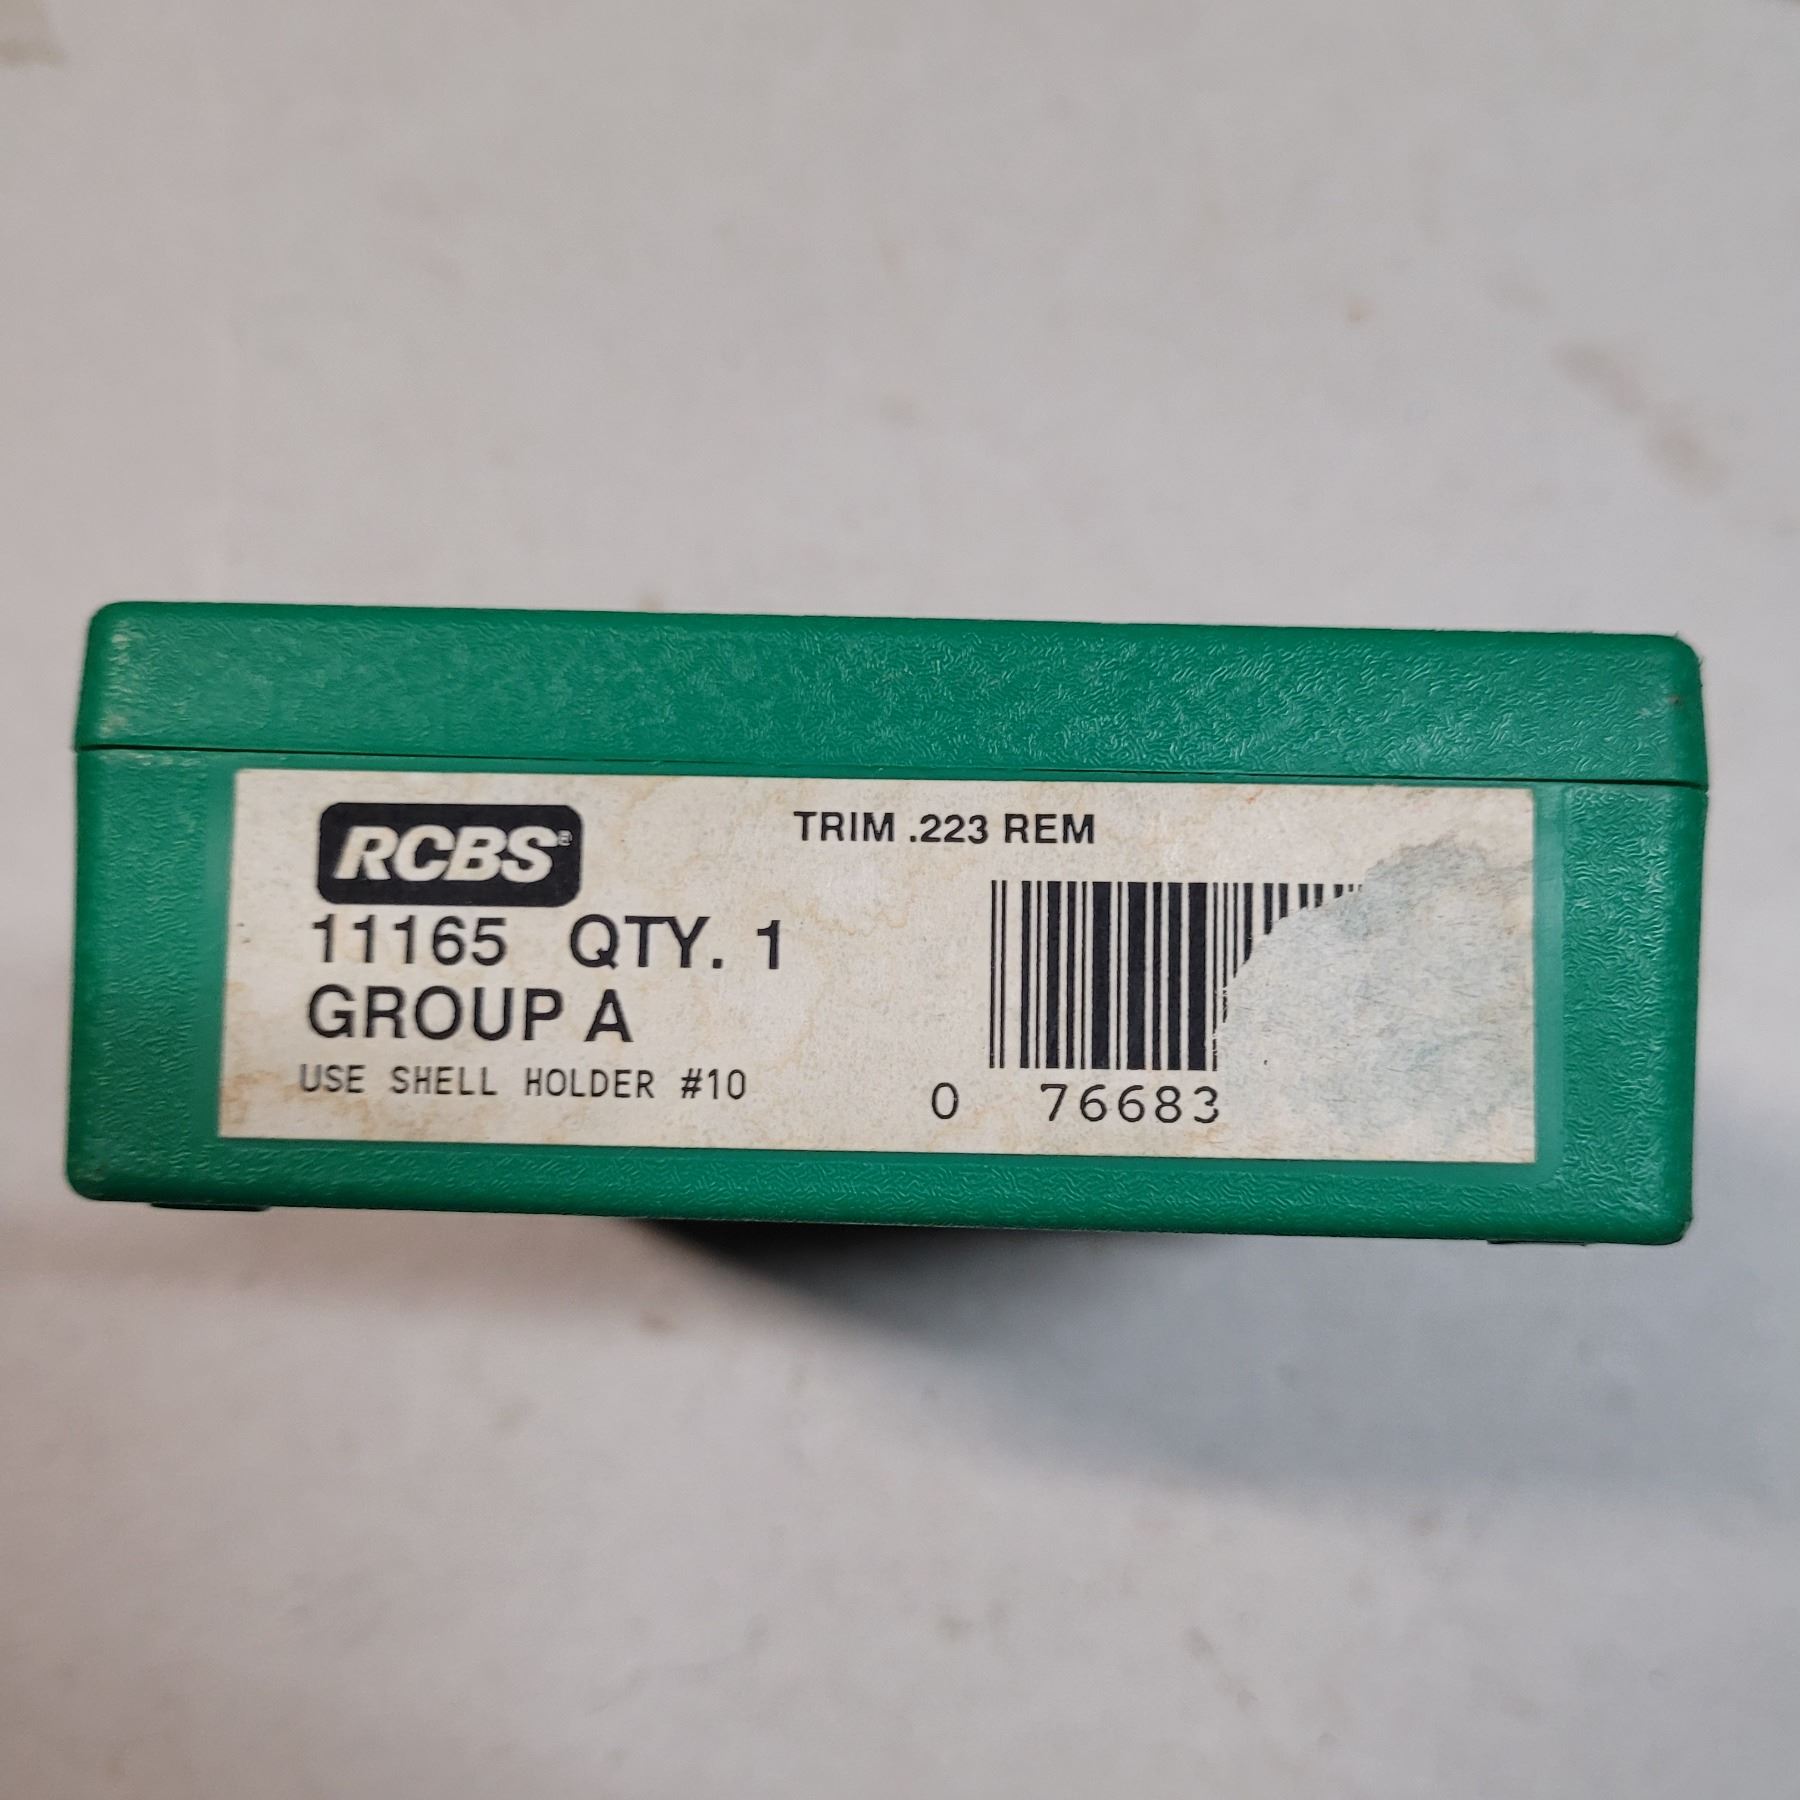 RCBS®
TRIM .223 REM
11165 QTY. 1
GROUP A
USE SHELL HOLDER #10
0 76683